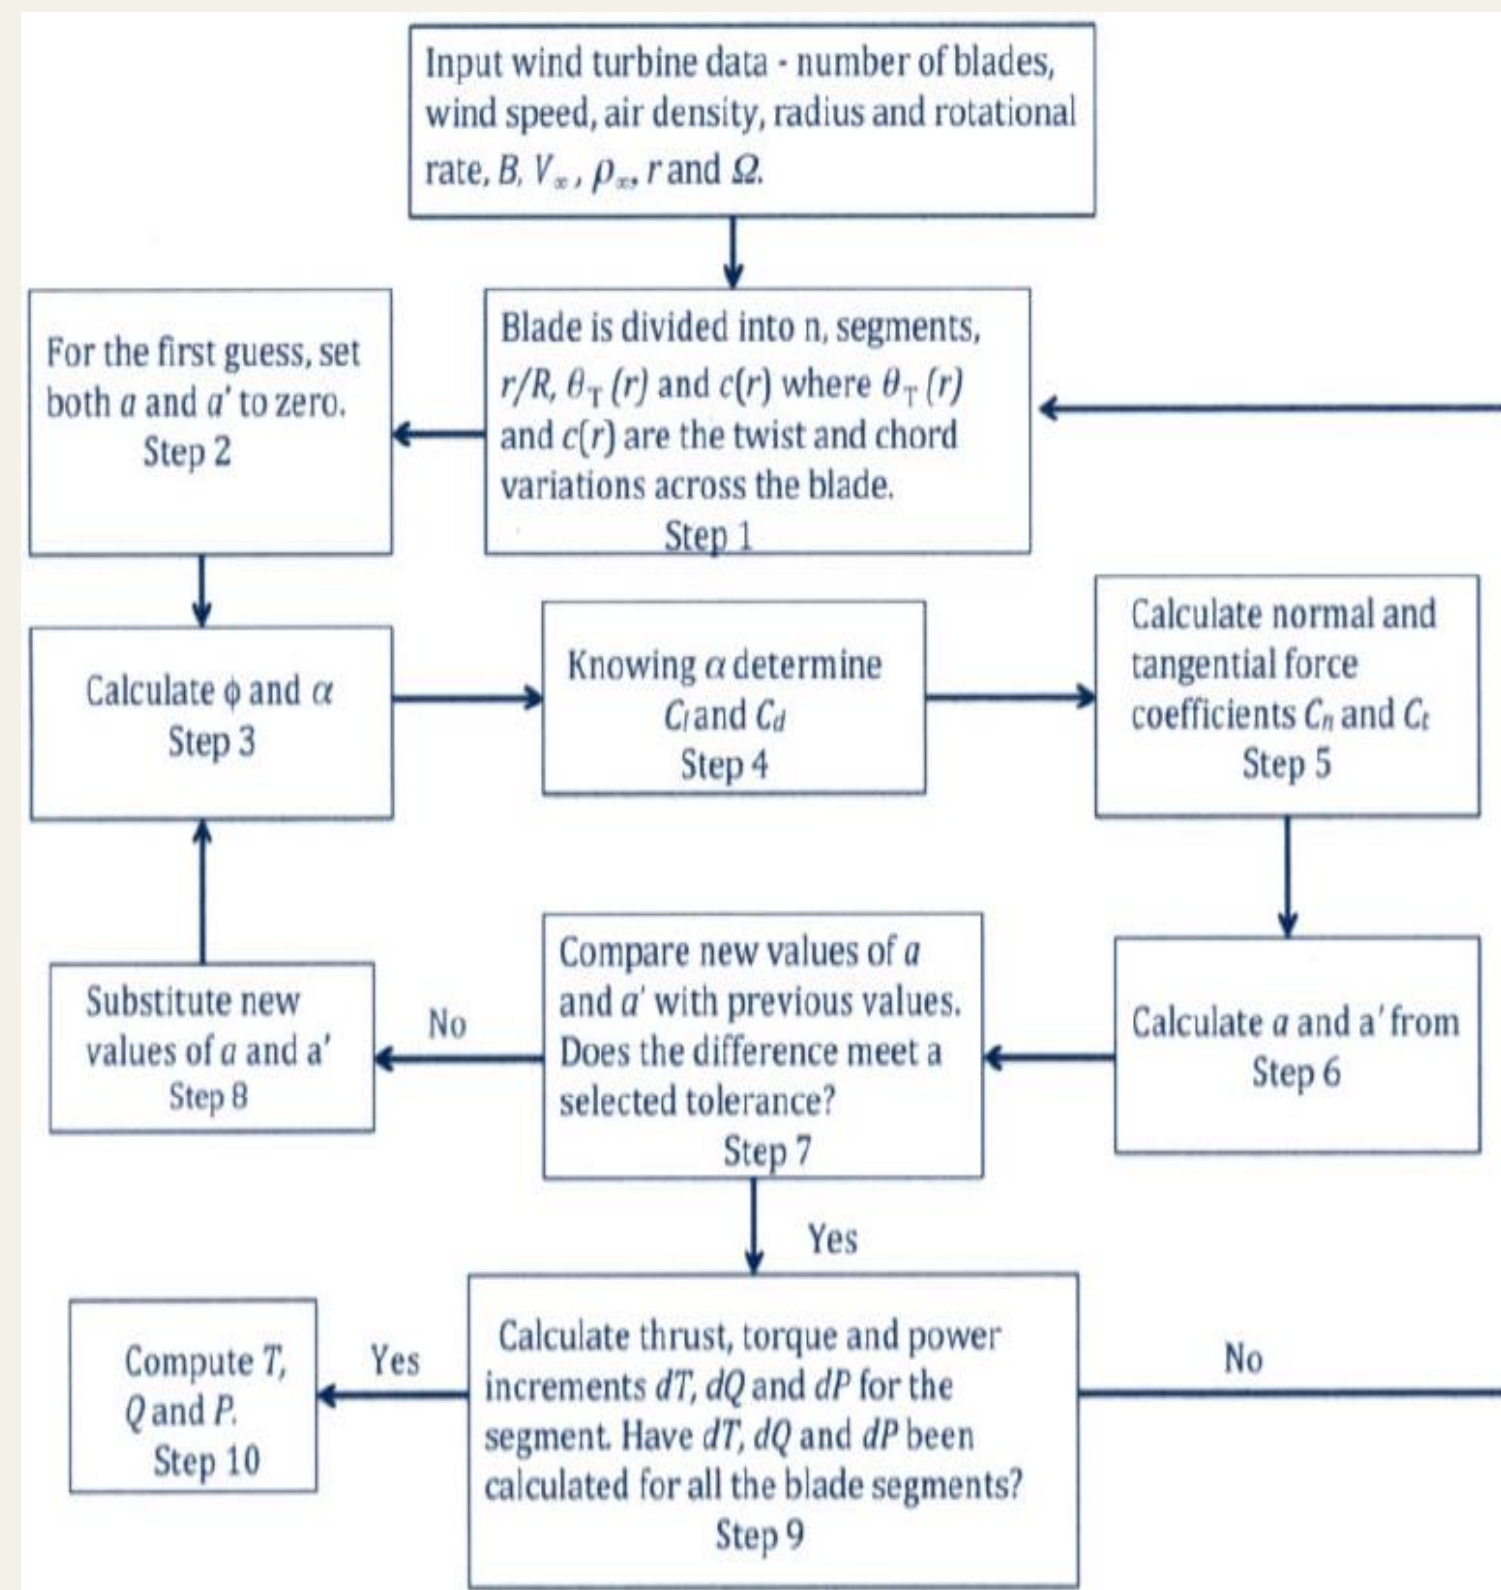 Input wind turbine data - number of blades,
wind speed, air density, radius and rotational
rate, B, V∞, ρ∞, r and Ω.
Blade is divided into n, segments,
r/R, θT (r) and c(r) where θT (r)
and c(r) are the twist and chord
variations across the blade.
Step 1
For the first guess, set
both a and a' to zero.
Step 2
Calculate ϕ and α
Step 3
Knowing α determine
Cl and Cd
Step 4
Calculate normal and
tangential force
coefficients Cn and Ct
Step 5
Calculate a and a' from
Step 6
Compare new values of a
and a' with previous values.
Does the difference meet a
selected tolerance?
Step 7
No
Substitute new
values of a and a'
Step 8
Yes
Calculate thrust, torque and power
increments dT, dQ and dP for the
segment. Have dT, dQ and dP been
calculated for all the blade segments?
Step 9
No
Yes
Compute T,
Q and P.
Step 10